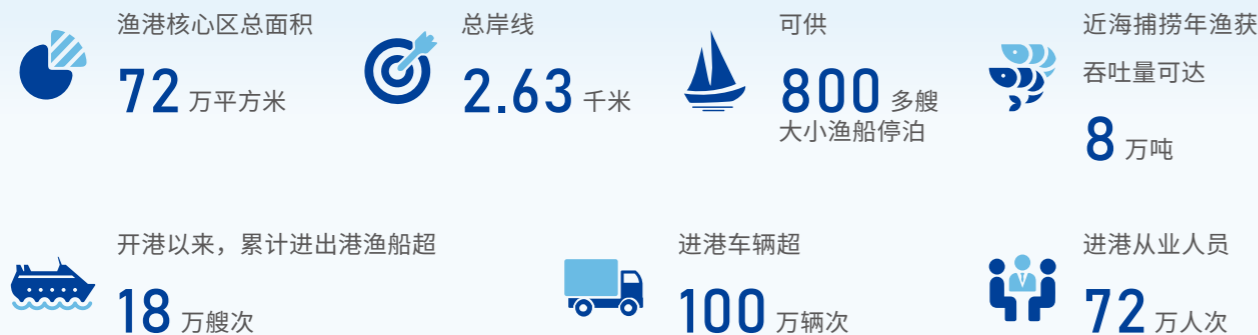 渔港核心区总面积
72 万平方米
总岸线
2.63 千米
可供
800 多艘
大小渔船停泊
近海捕捞年渔获
吞吐量可达
8 万吨
开港以来，累计进出港渔船超
18 万艘次
进港车辆超
100 万辆次
进港从业人员
72 万人次